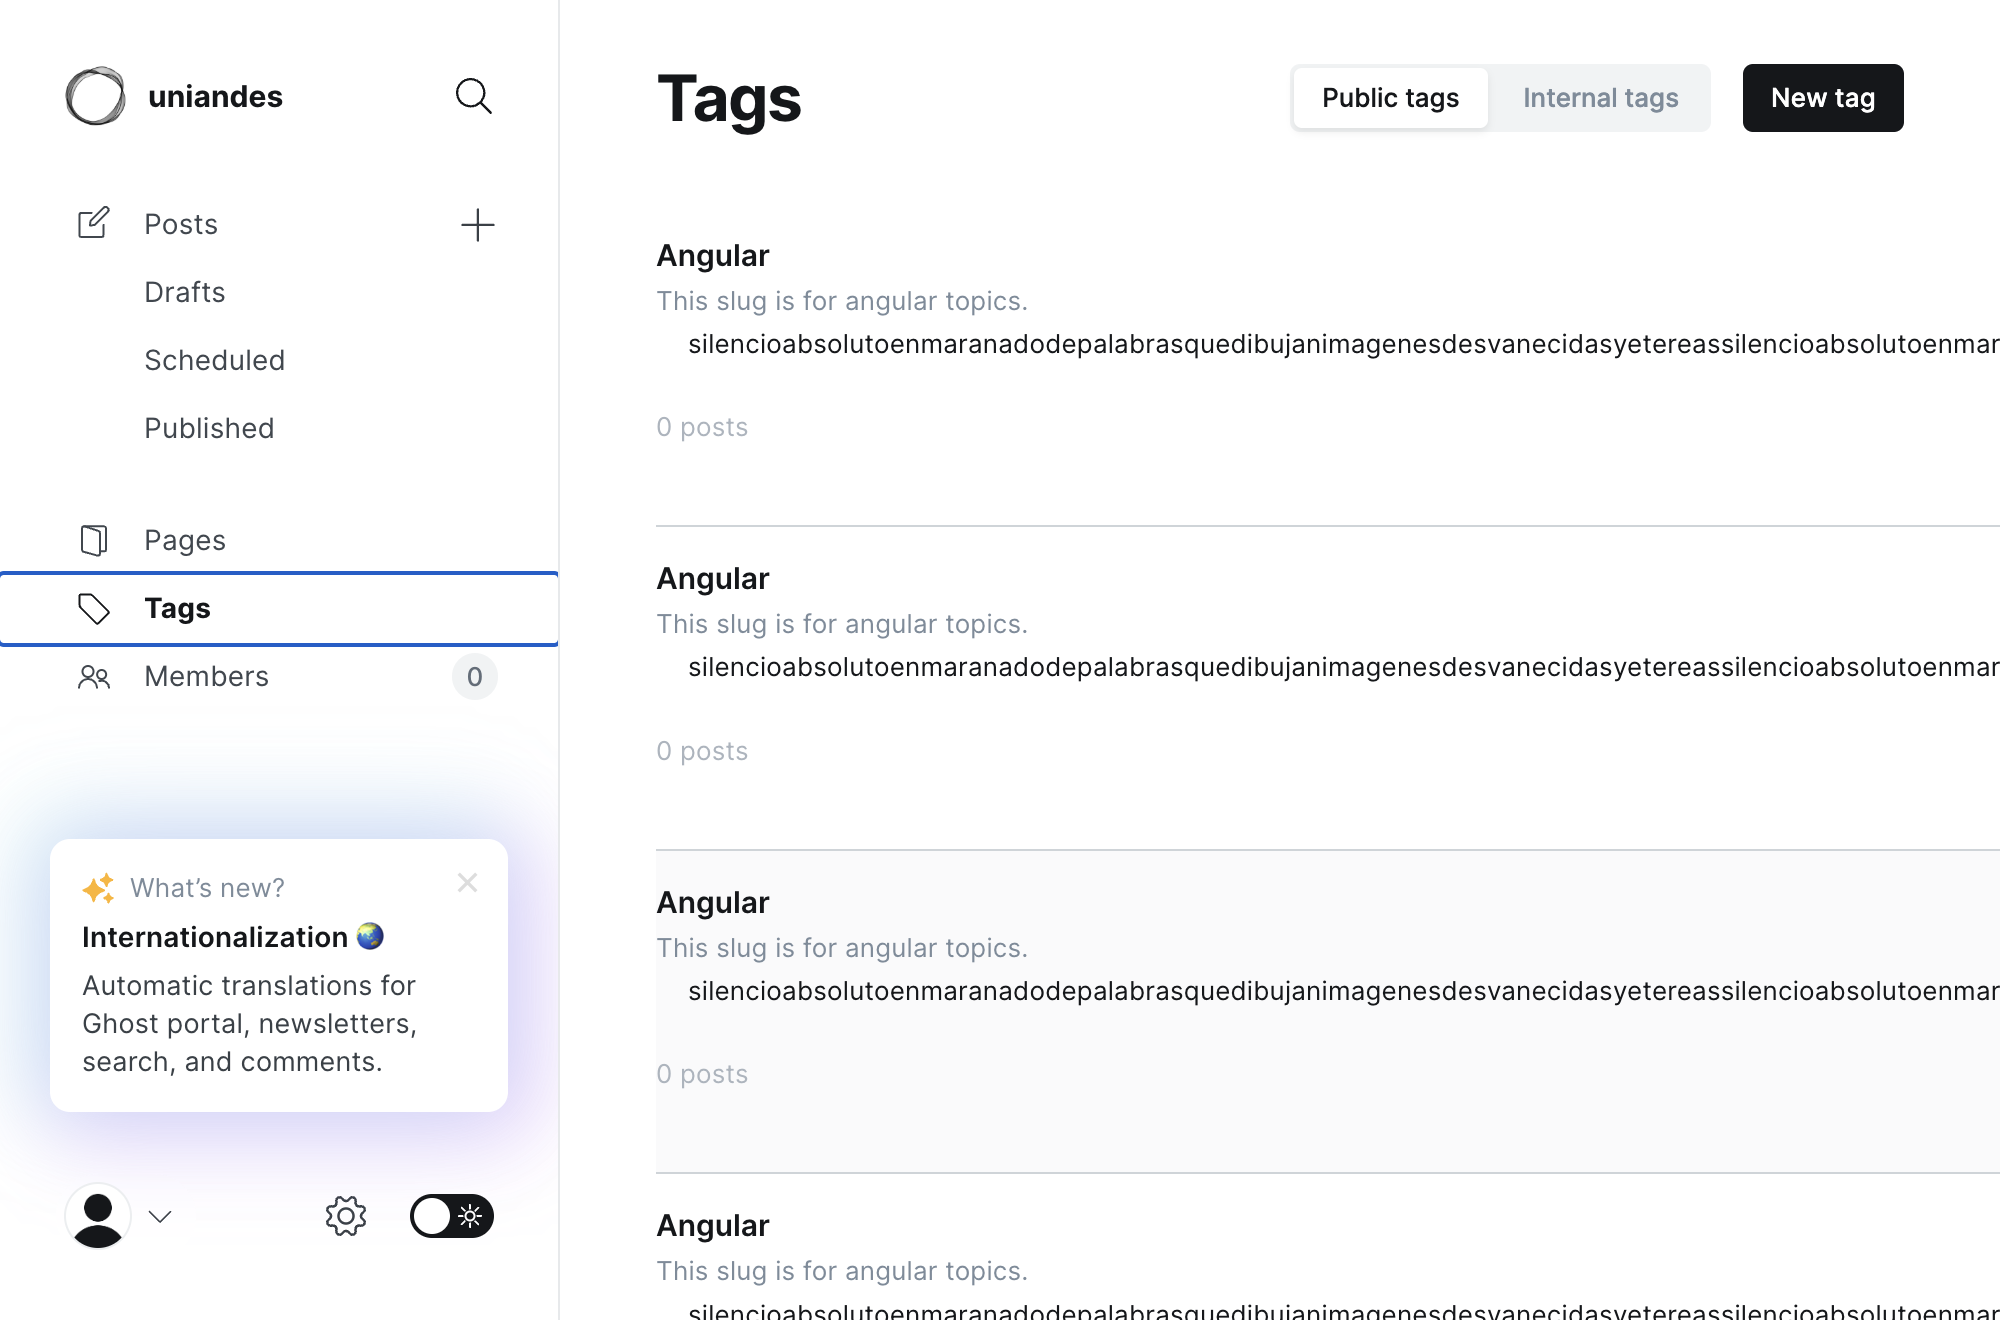 uniandes
Posts
Drafts
Scheduled
Published
Pages
Tags
Members
0
What's new?
Internationalization
Automatic translations for
Ghost portal, newsletters,
search, and comments.
Tags
Public tags
Internal tags
New tag
Angular
This slug is for angular topics.
silencioabsolutoenmaranadodepalabrasquedibujanimagenesdesvanecidasyetereassilencioabsolutoenmar
0 posts
Angular
This slug is for angular topics.
silencioabsolutoenmaranadodepalabrasquedibujanimagenesdesvanecidasyetereassilencioabsolutoenmar
0 posts
Angular
This slug is for angular topics.
silencioabsolutoenmaranadodepalabrasquedibujanimagenesdesvanecidasyetereassilencioabsolutoenmar
0 posts
Angular
This slug is for angular topics.
silencioabsolutoenmaranadodepalabrasquedibujanimagenesdesvanecidasyetereassilencioabsolutoenmar